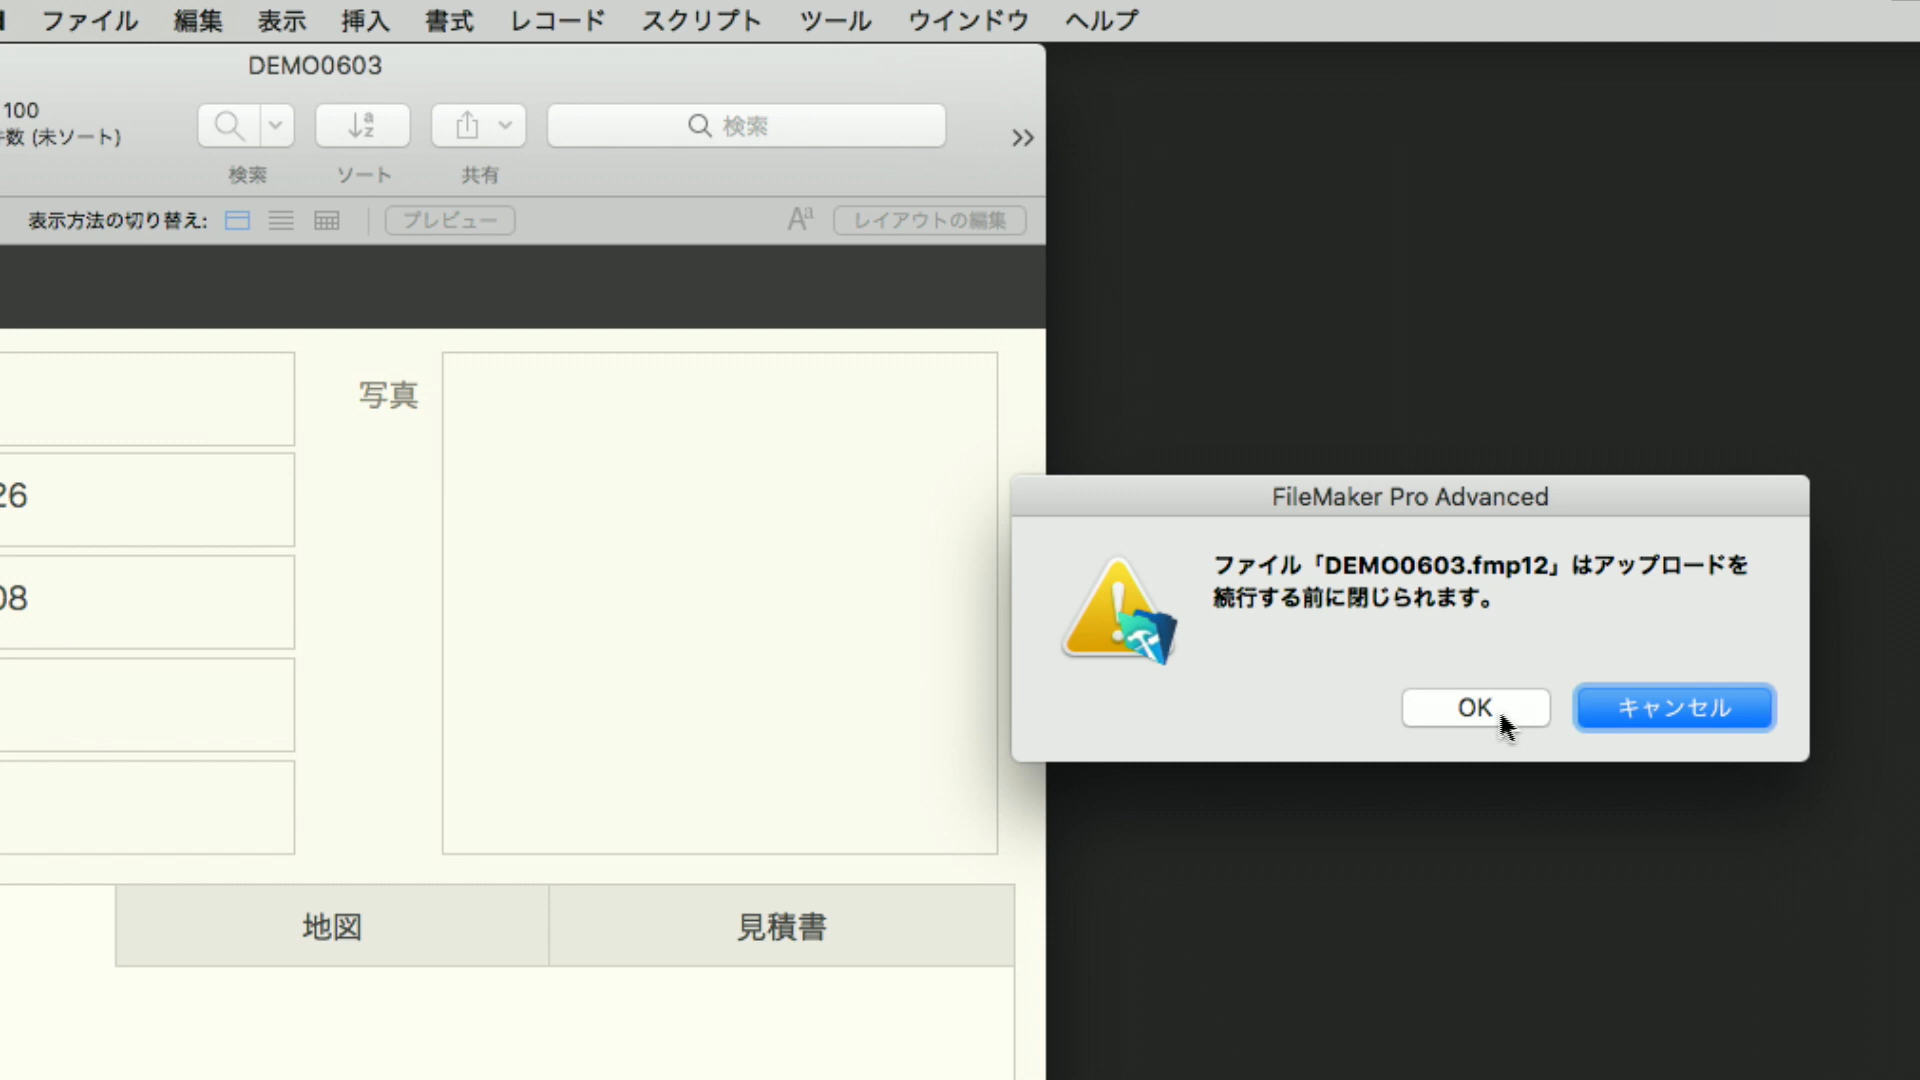 ファイル 編集 表示 挿入 書式 レコード スクリプト ツール ウインドウ ヘルプ
DEMO0603
100
数 (未ソート)
検索
検索 ソート 共有
表示方法の切り替え: プレビュー Aa レイアウトの編集
写真
26
08
FileMaker Pro Advanced
ファイル「DEMO0603.fmp12」はアップロードを
続行する前に閉じられます。
OK キャンセル
地図 見積書